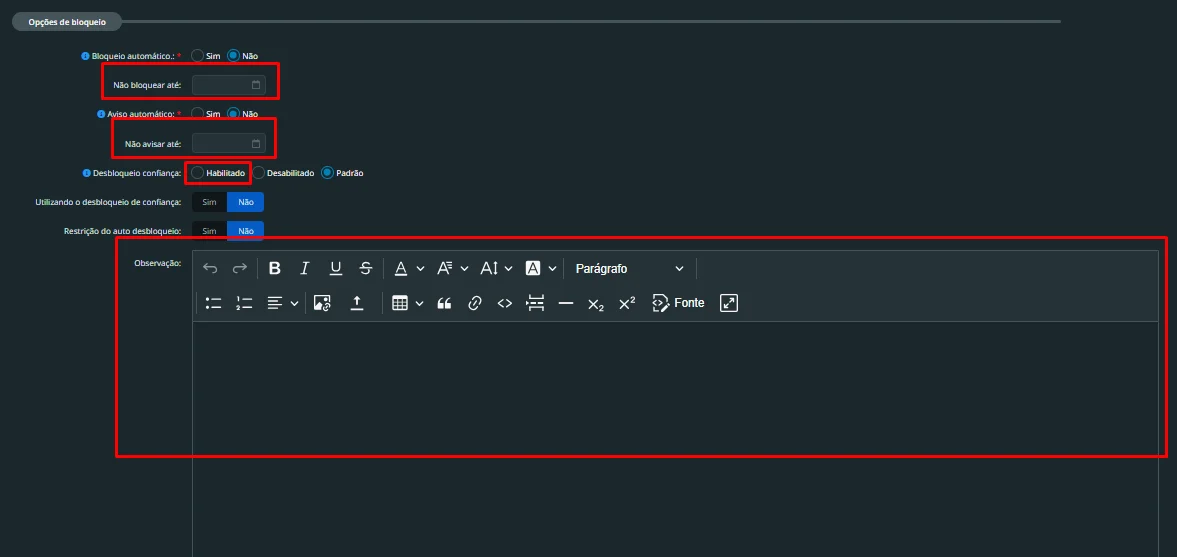 Opções de bloqueio
Bloqueio automático.: * Sim Não
Não bloquear até:
Aviso automático: * Sim Não
Não avisar até:
Desbloqueio confiança: Habilitado Desabilitado Padrão
Utilizando o desbloqueio de confiança: Sim Não
Restrição do auto desbloqueio: Sim Não
Observação:
Parágrafo
Fonte